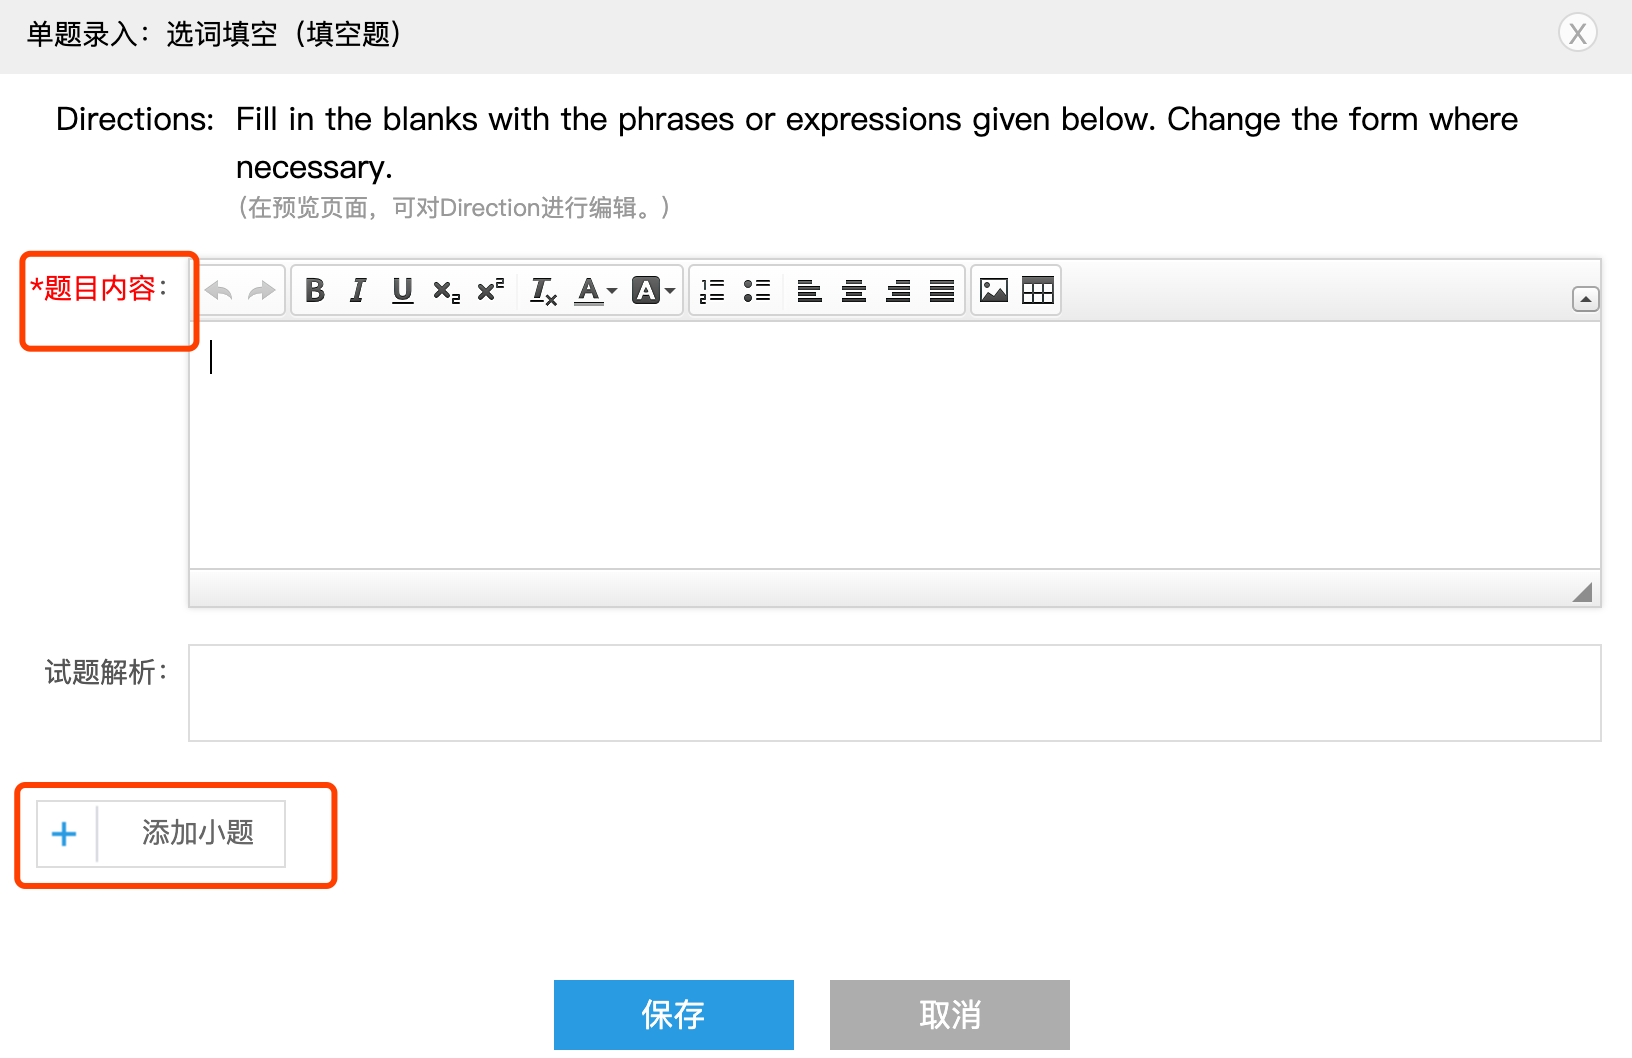 单题录入：选词填空（填空题）
X
Directions: Fill in the blanks with the phrases or expressions given below. Change the form where
necessary.
（在预览页面，可对Direction进行编辑。）
*题目内容：
试题解析：
添加小题
保存
取消